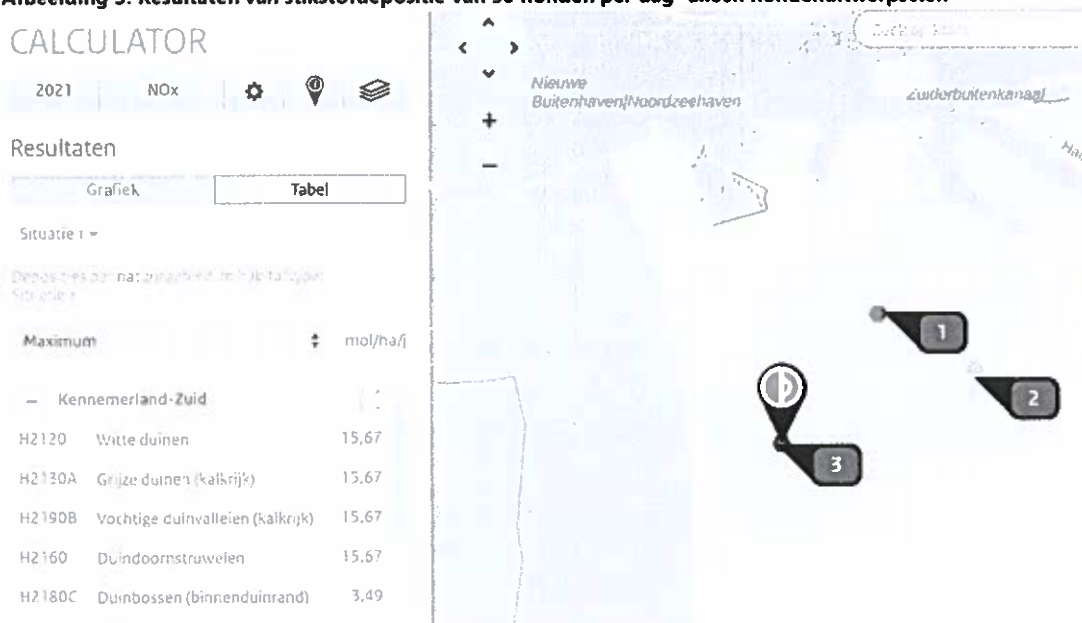 CALCULATOR
2021 NOx
Resultaten
Grafiek Tabel
Situatie 1
Maximum mol/ha/j
– Kennemerland-Zuid
H2120 Witte duinen 15,67
H2130A Grijze duinen (kalkrijk) 15,67
H2190B Vochtige duinvalleien (kalkrijk) 15,67
H2160 Duindoornstruwelen 15,67
H2180C Duinbossen (binnenduinrand) 3,49
Nieuwe
Buitenhaven/Noordzeehaven
Zuiderbuitenkanaal
1
2
3